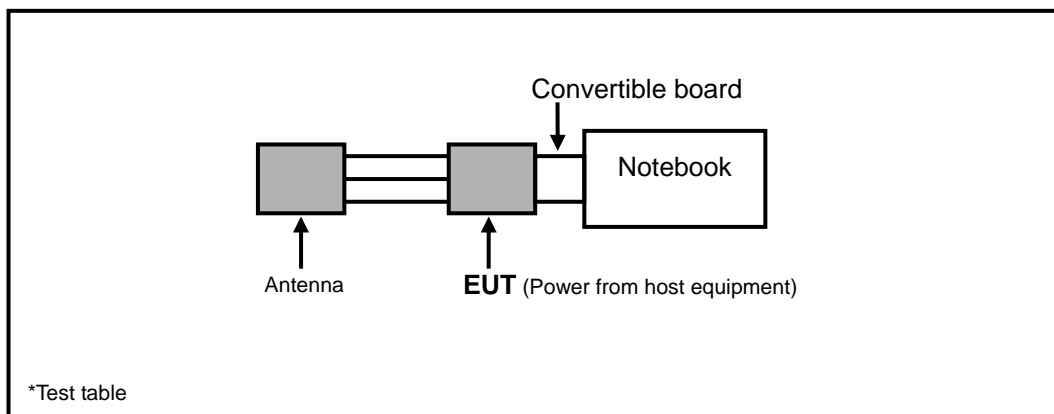 Convertible board
Notebook
Antenna
EUT (Power from host equipment)
*Test table